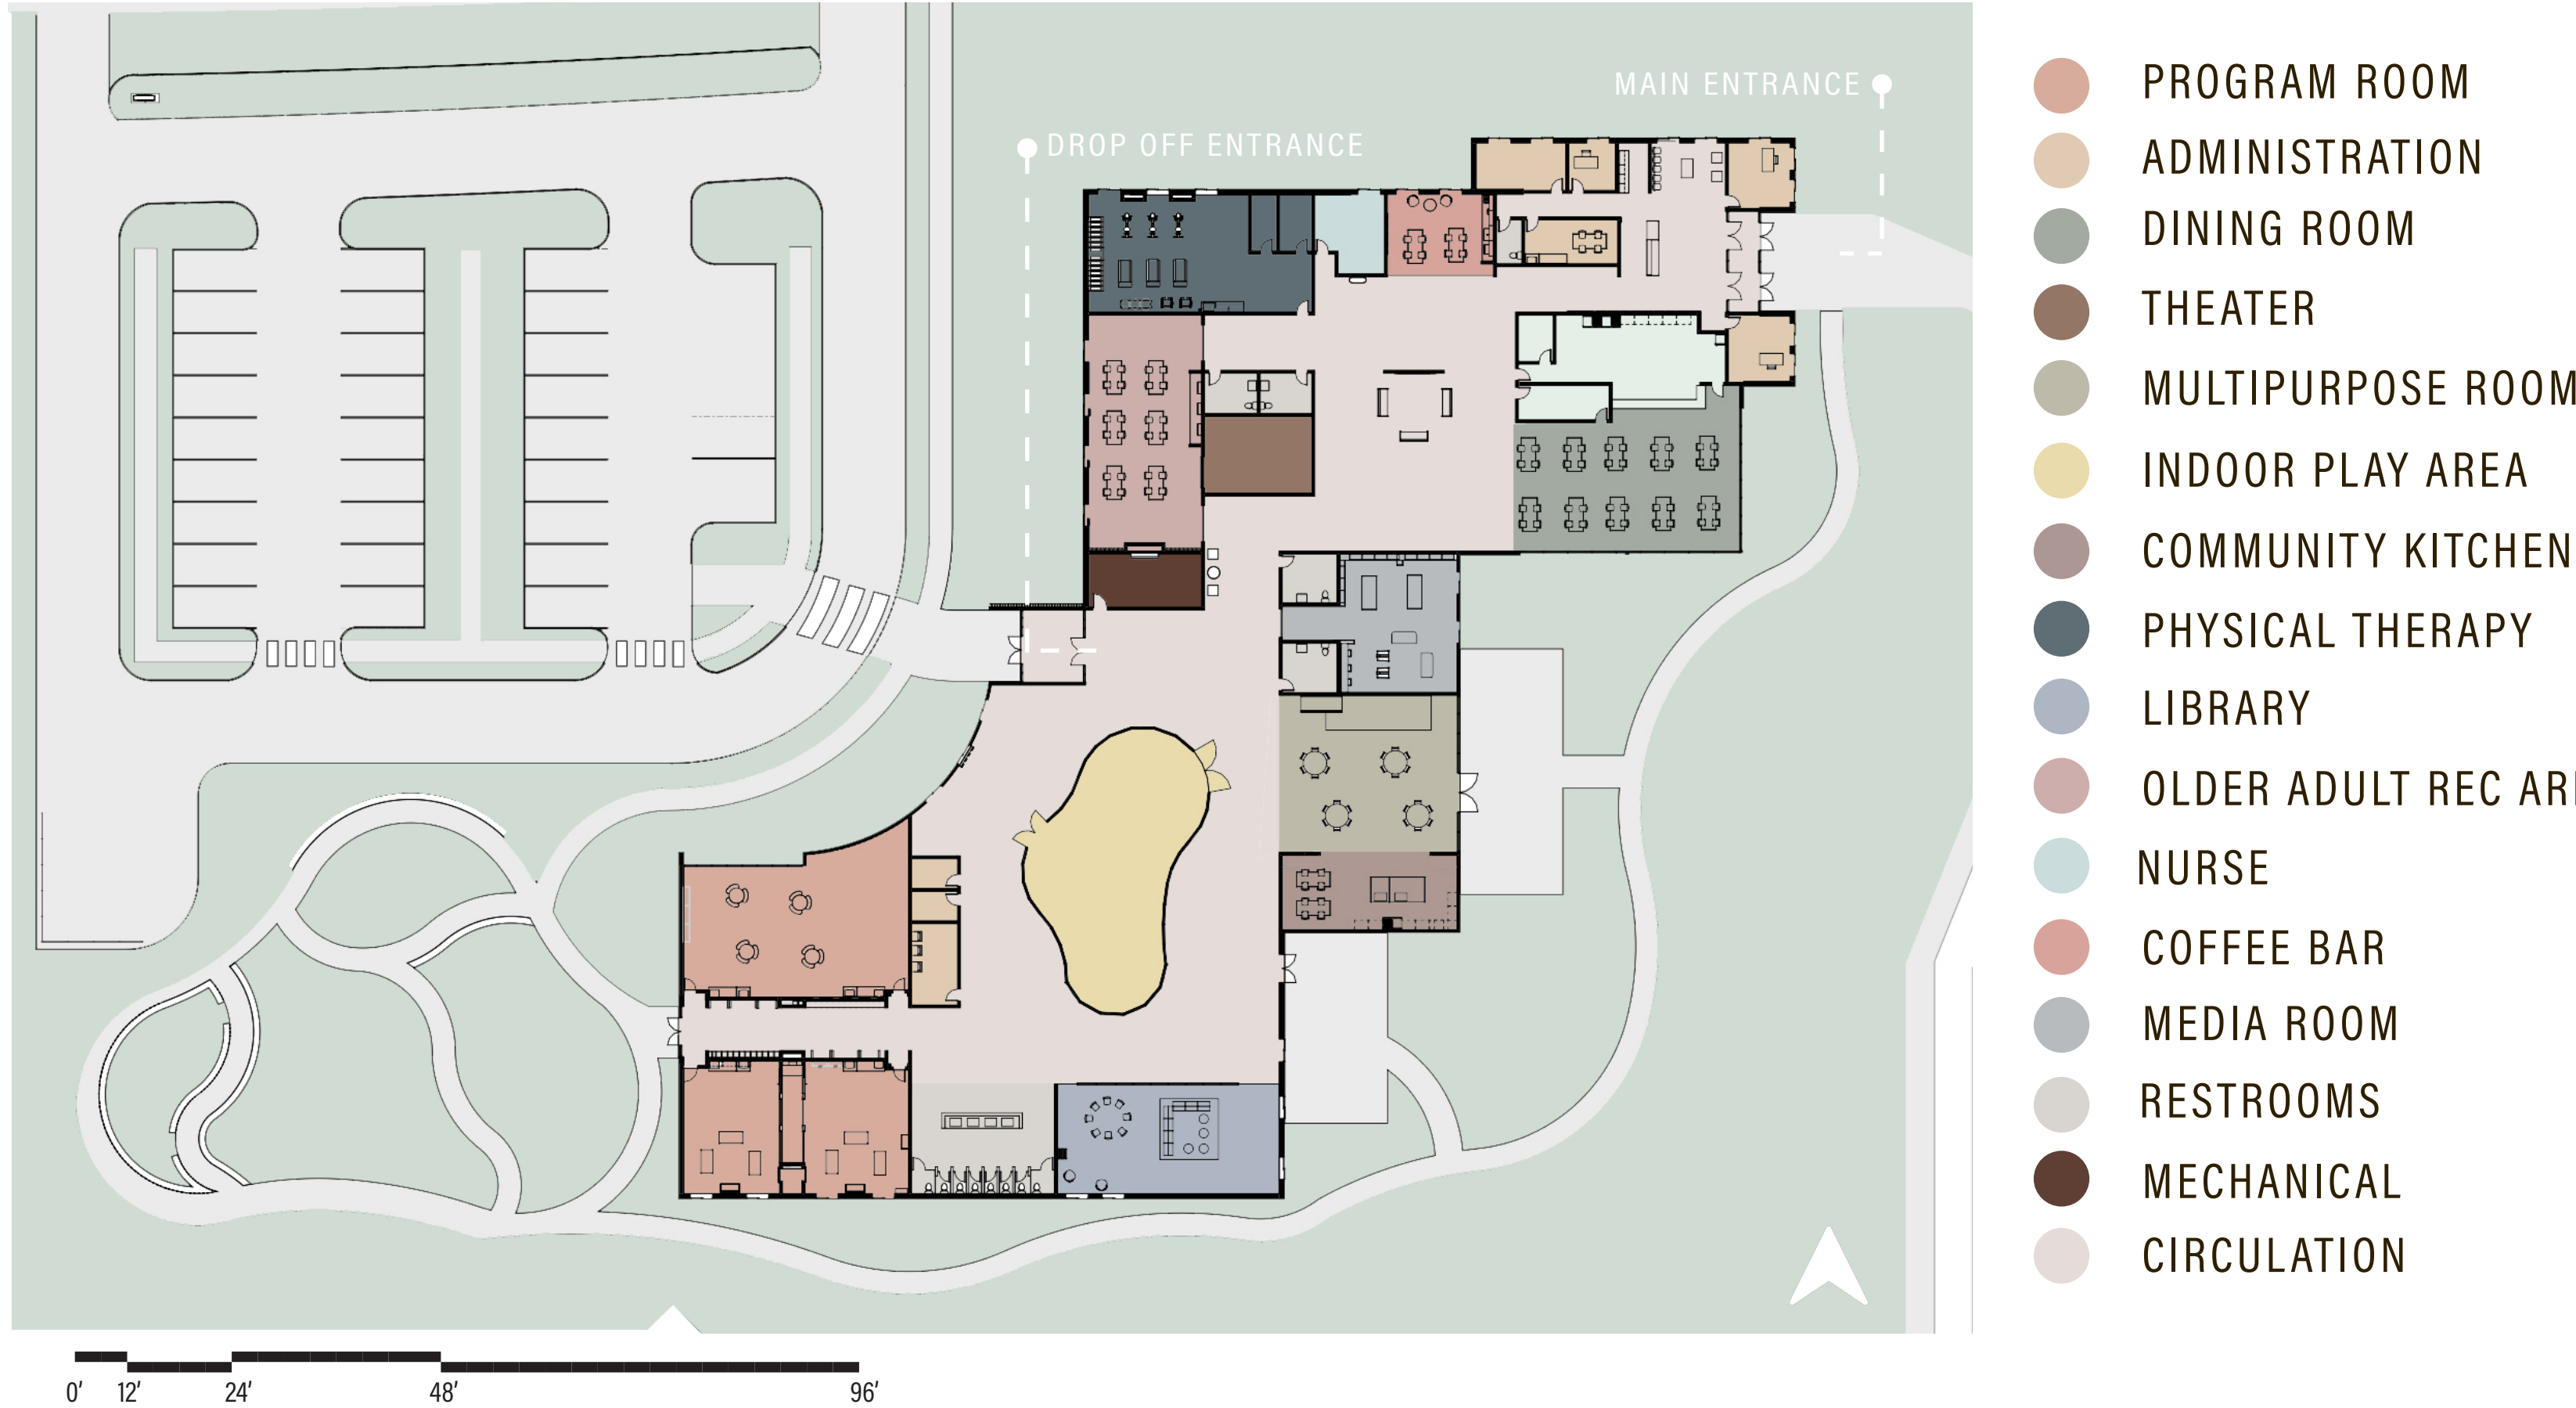 MAIN ENTRANCE
DROP OFF ENTRANCE
PROGRAM ROOM
ADMINISTRATION
DINING ROOM
THEATER
MULTIPURPOSE ROOM
INDOOR PLAY AREA
COMMUNITY KITCHEN
PHYSICAL THERAPY
LIBRARY
OLDER ADULT REC AR
NURSE
COFFEE BAR
MEDIA ROOM
RESTROOMS
MECHANICAL
CIRCULATION
0' 12' 24' 48' 96'